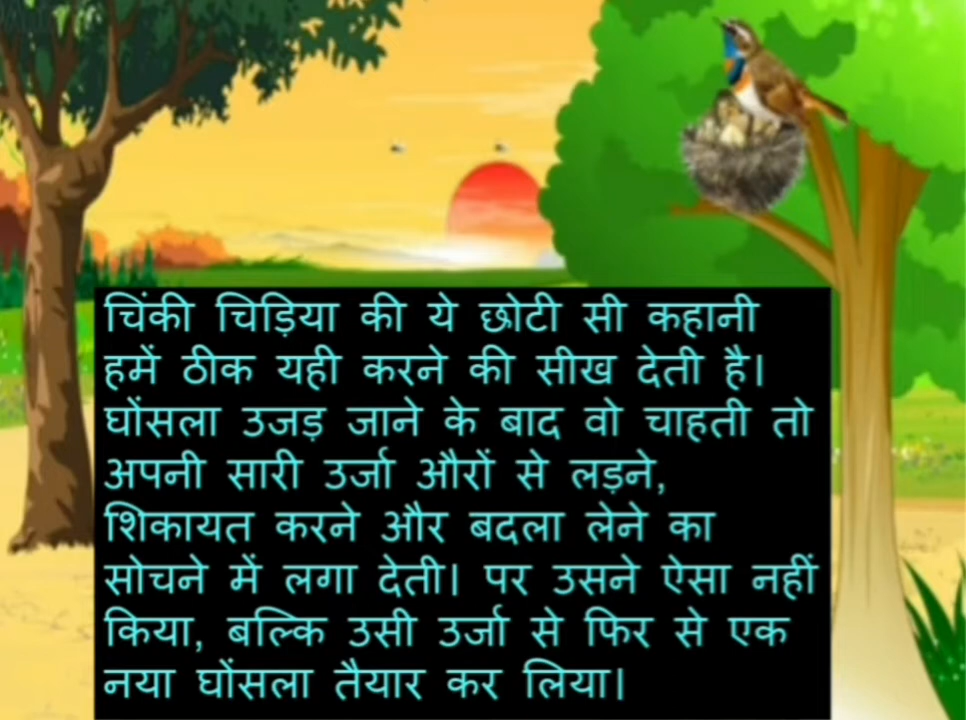 चिंकी चिड़िया की ये छोटी सी कहानी
हमें ठीक यही करने की सीख देती है।
घोंसला उजड़ जाने के बाद वो चाहती तो
अपनी सारी उर्जा औरों से लड़ने,
शिकायत करने और बदला लेने का
सोचने में लगा देती। पर उसने ऐसा नहीं
किया, बल्कि उसी उर्जा से फिर से एक
नया घोंसला तैयार कर लिया।